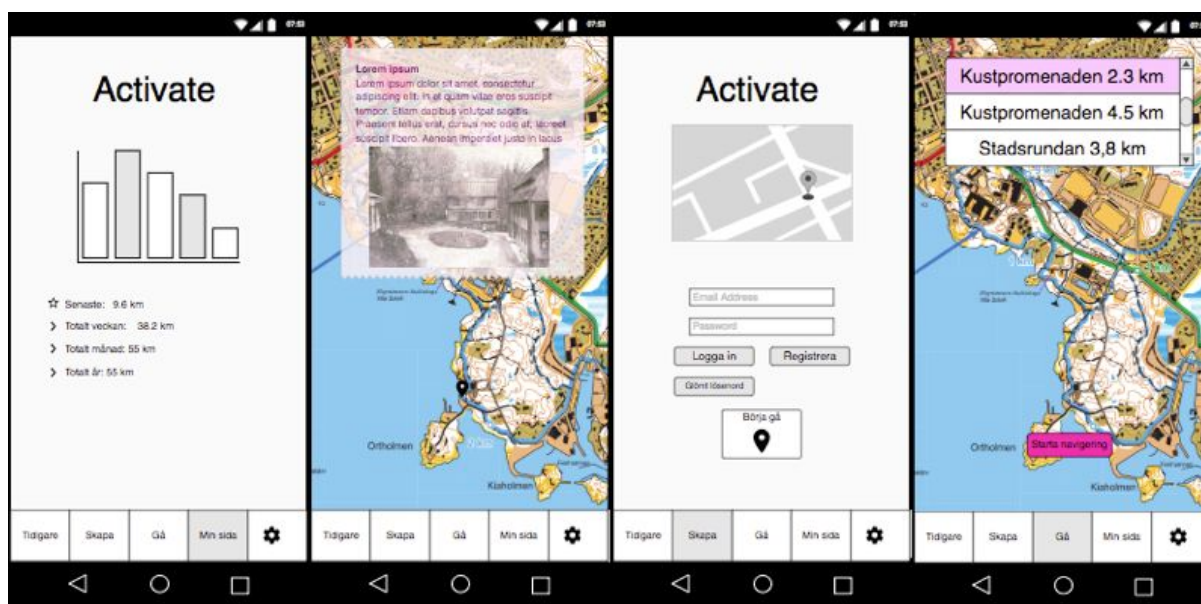 07:53
Activate
Senaste: 9.6 km
Totalt veckan: 38.2 km
Totalt månad: 55 km
Totalt år: 55 km
Tidigare
Skapa
Gå
Min sida
07:53
Lorem Ipsum
Lorem ipsum dolor sit amet, consectetur
adipiscing elit. In et quam vitae eros suscipit
tempor. Etiam dapibus volutpat sagittis.
Praesent tellus erat, cursus nec odio at, laoreet
suscipit libero. Aenean imperdiet justo in lacus
Ortholmen
Kiaholmen
Tidigare
Skapa
Gå
Min sida
07:53
Activate
Email Address
Password
Logga in
Registrera
Glömt lösenord
Börja gå
Tidigare
Skapa
Gå
Min sida
Kustpromenaden 2.3 km
Kustpromenaden 4.5 km
Stadsrundan 3,8 km
Ortholmen
Starta navigering
Kiaholmen
Tidigare
Skapa
Gå
Min sida